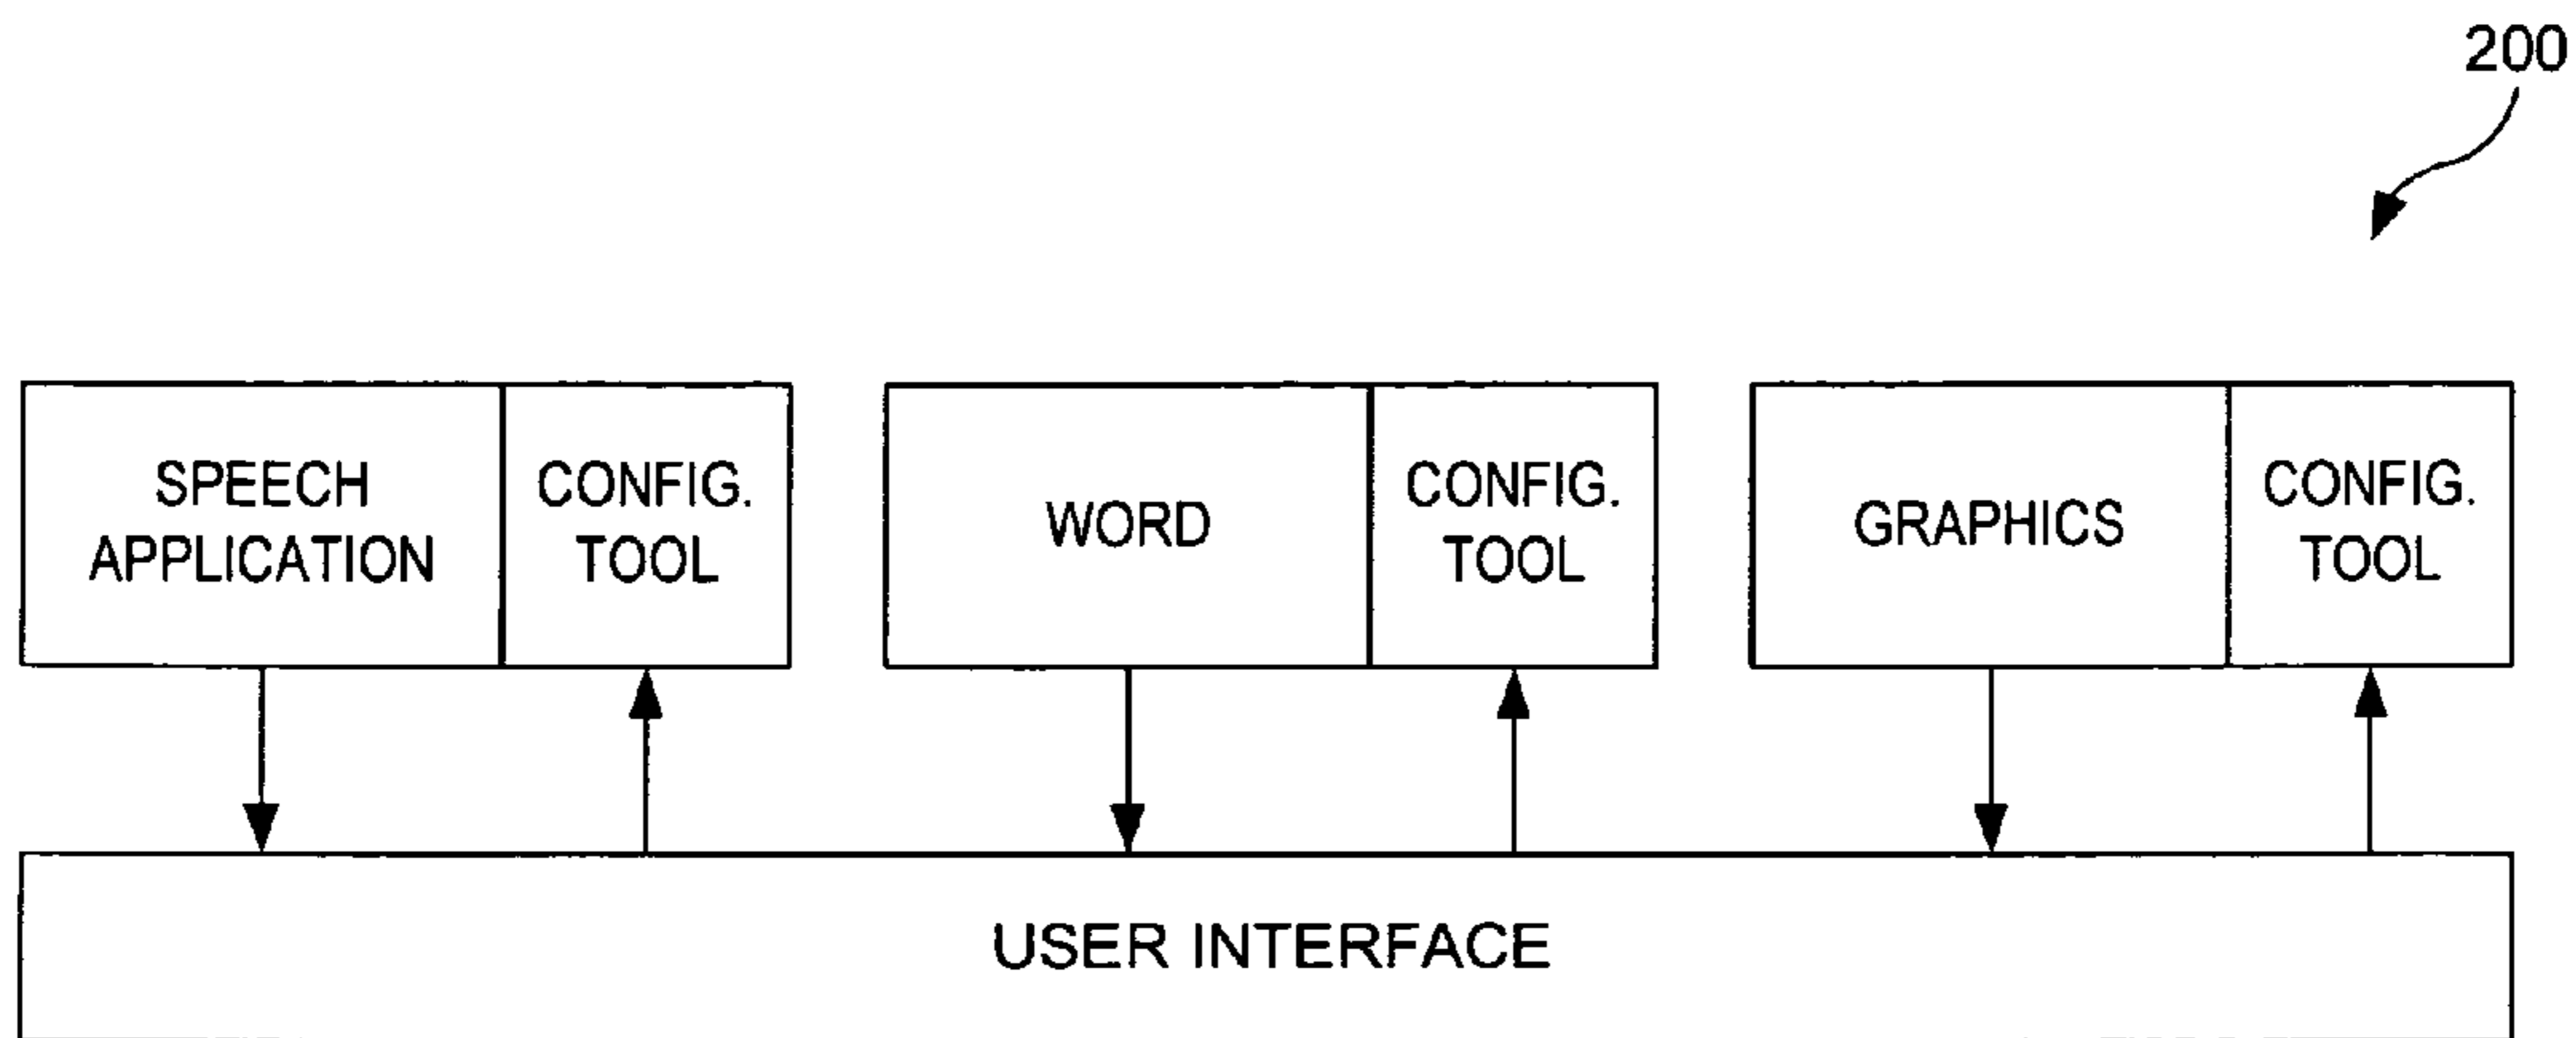 200
SPEECH
APPLICATION
CONFIG.
TOOL
WORD
CONFIG.
TOOL
GRAPHICS
CONFIG.
TOOL
USER INTERFACE